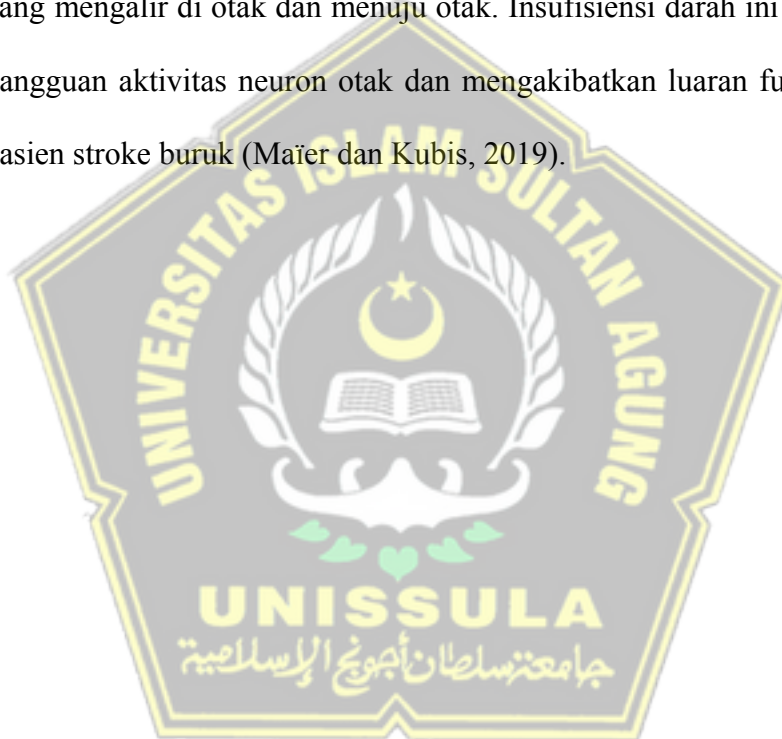 ang mengalir di otak dan menuju otak. Insufisiensi darah ini
angguan aktivitas neuron otak dan mengakibatkan luaran fu
asien stroke buruk (Maïer dan Kubis, 2019).
UNIVERSITAS ISLAM SULTAN AGUNG
UNISSULA
جامعة سلطان أجونج الإسلامية